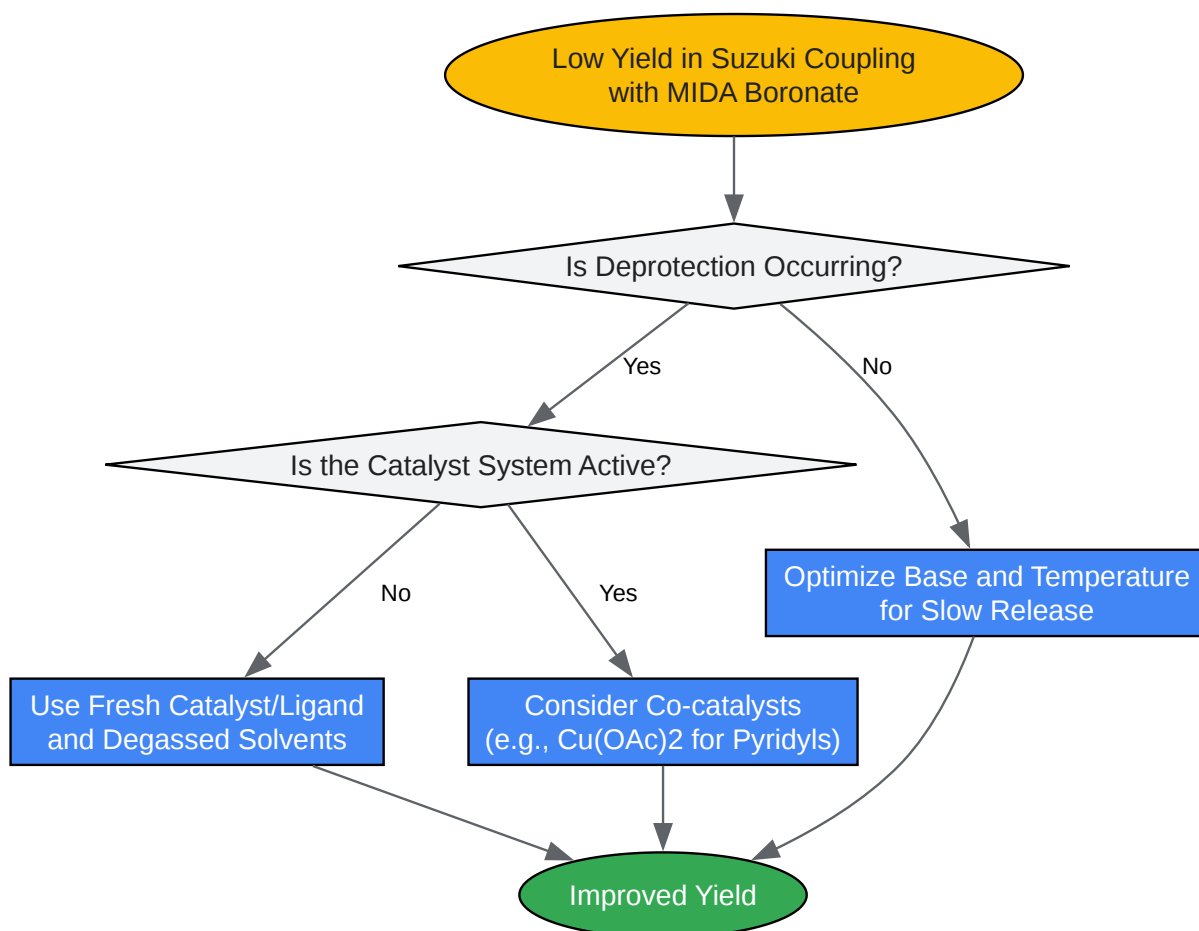 Low Yield in Suzuki Coupling
with MIDA Boronate
Is Deprotection Occurring?
Yes
No
Is the Catalyst System Active?
No
Yes
Optimize Base and Temperature
for Slow Release
Use Fresh Catalyst/Ligand
and Degassed Solvents
Consider Co-catalysts
(e.g., Cu(OAc)2 for Pyridyls)
Improved Yield